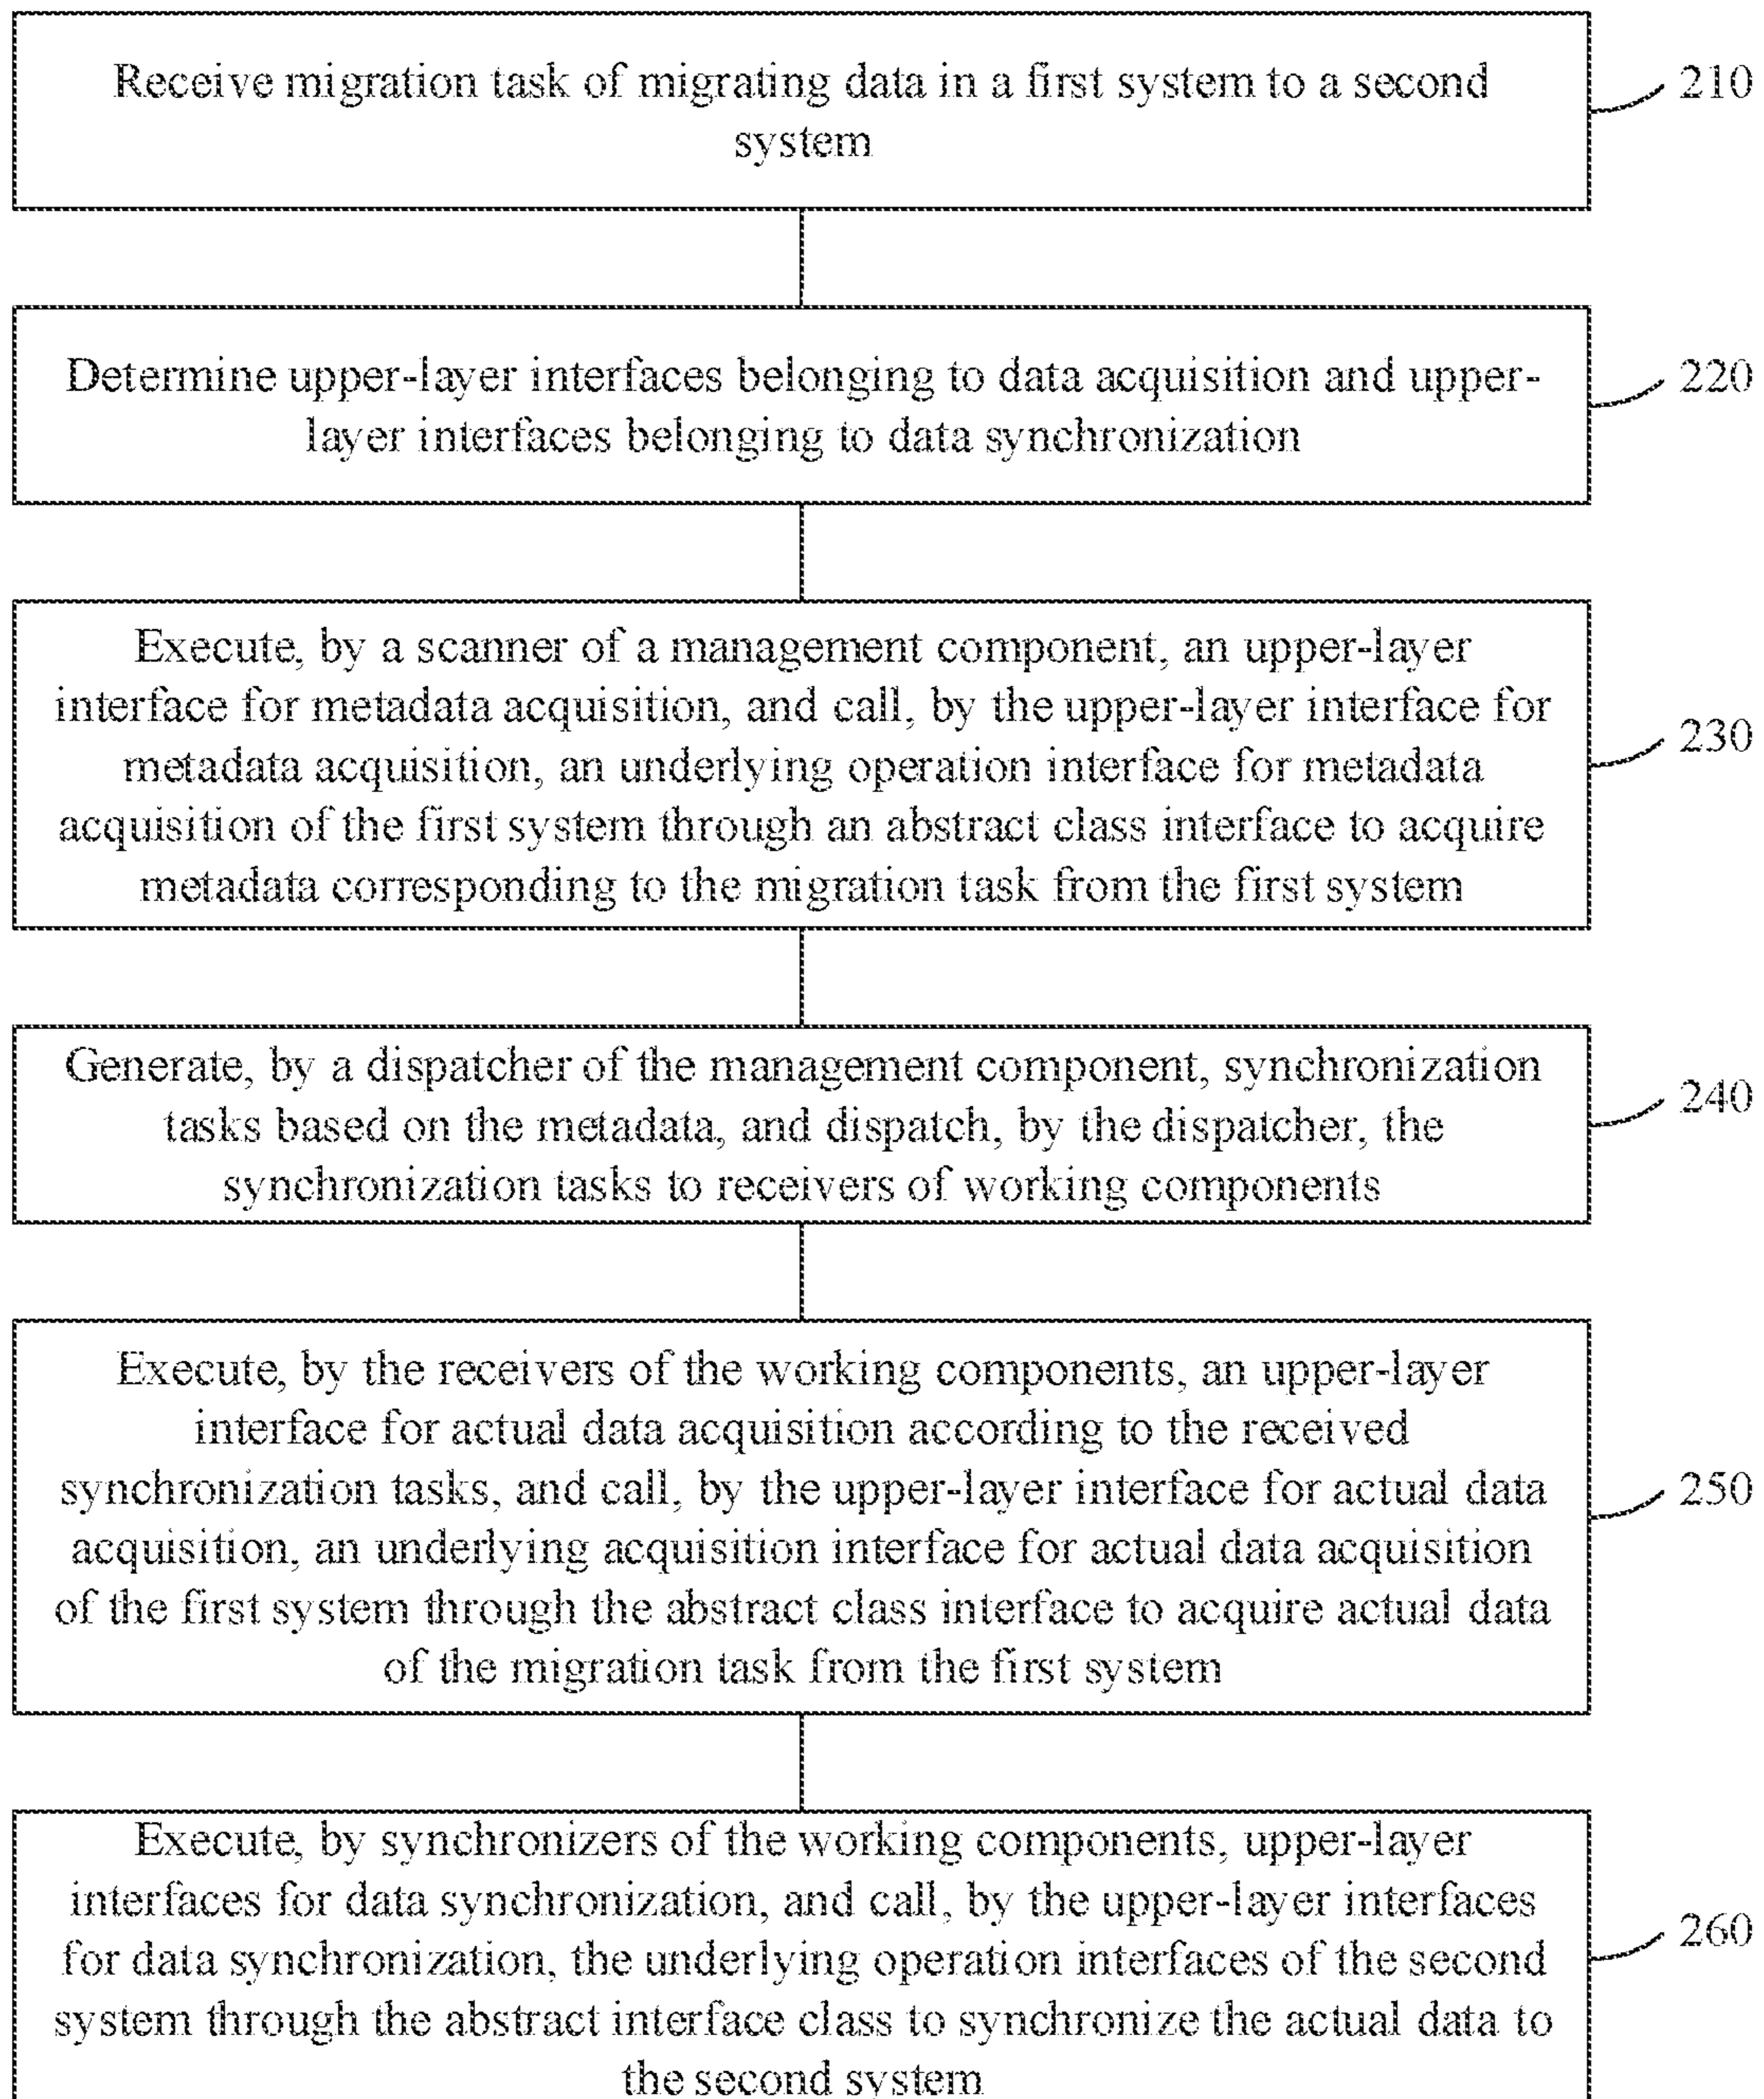 Receive migration task of migrating data in a first system to a second
system
210
Determine upper-layer interfaces belonging to data acquisition and upper-
layer interfaces belonging to data synchronization
220
Execute, by a scanner of a management component, an upper-layer
interface for metadata acquisition, and call, by the upper-layer interface for
metadata acquisition, an underlying operation interface for metadata
acquisition of the first system through an abstract class interface to acquire
metadata corresponding to the migration task from the first system
230
Generate, by a dispatcher of the management component, synchronization
tasks based on the metadata, and dispatch, by the dispatcher, the
synchronization tasks to receivers of working components
240
Execute, by the receivers of the working components, an upper-layer
interface for actual data acquisition according to the received
synchronization tasks, and call, by the upper-layer interface for actual data
acquisition, an underlying acquisition interface for actual data acquisition
of the first system through the abstract class interface to acquire actual data
of the migration task from the first system
250
Execute, by synchronizers of the working components, upper-layer
interfaces for data synchronization, and call, by the upper-layer interfaces
for data synchronization, the underlying operation interfaces of the second
system through the abstract interface class to synchronize the actual data to
the second system
260